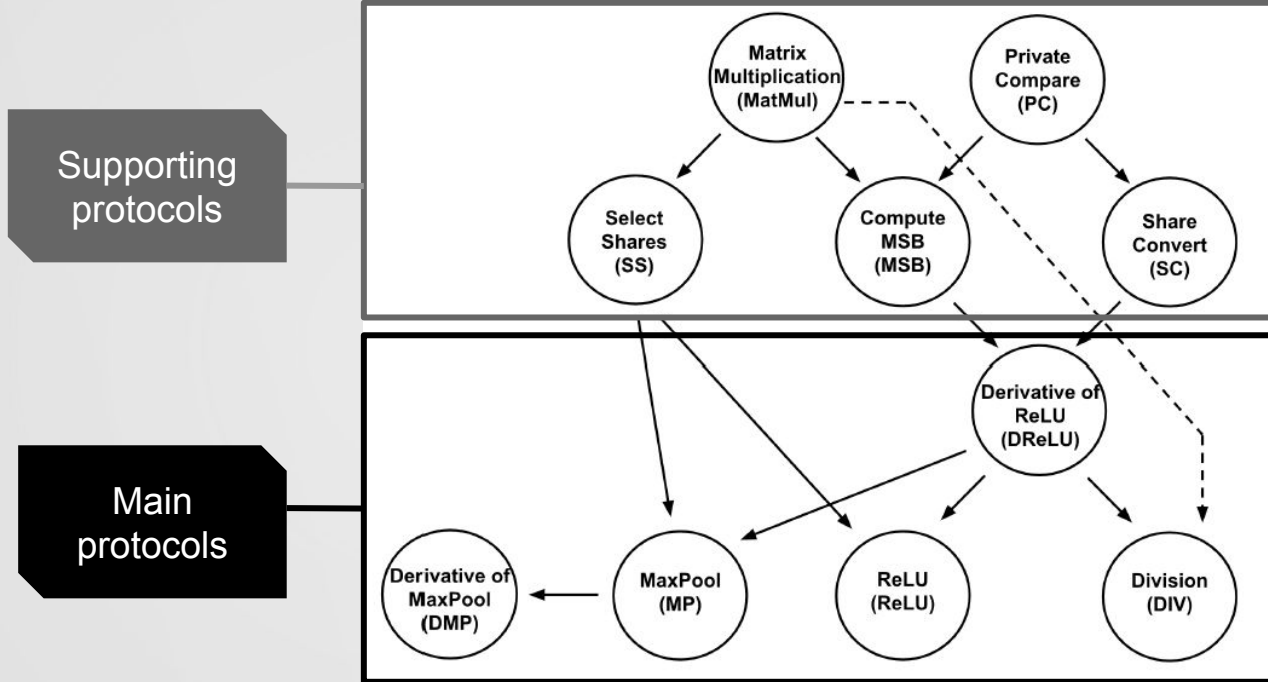 Supporting
protocols
Matrix
Multiplication
(MatMul)
Private
Compare
(PC)
Select
Shares
(SS)
Compute
MSB
(MSB)
Share
Convert
(SC)
Main
protocols
Derivative of
ReLU
(DReLU)
Derivative of
MaxPool
(DMP)
MaxPool
(MP)
ReLU
(ReLU)
Division
(DIV)